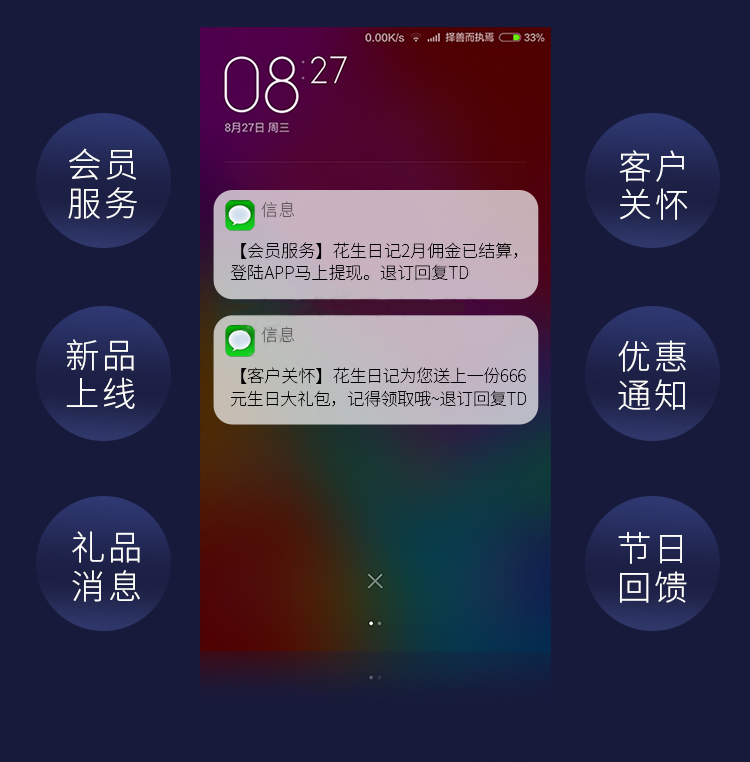 0.00K/s 择善而执焉 33%
08:27
8月27日 周三
会员
服务
客户
关怀
信息
【会员服务】花生日记2月佣金已结算，
登陆APP马上提现。退订回复TD
新品
上线
优惠
通知
信息
【客户关怀】花生日记为您送上一份666
元生日大礼包，记得领取哦~退订回复TD
礼品
消息
节日
回馈